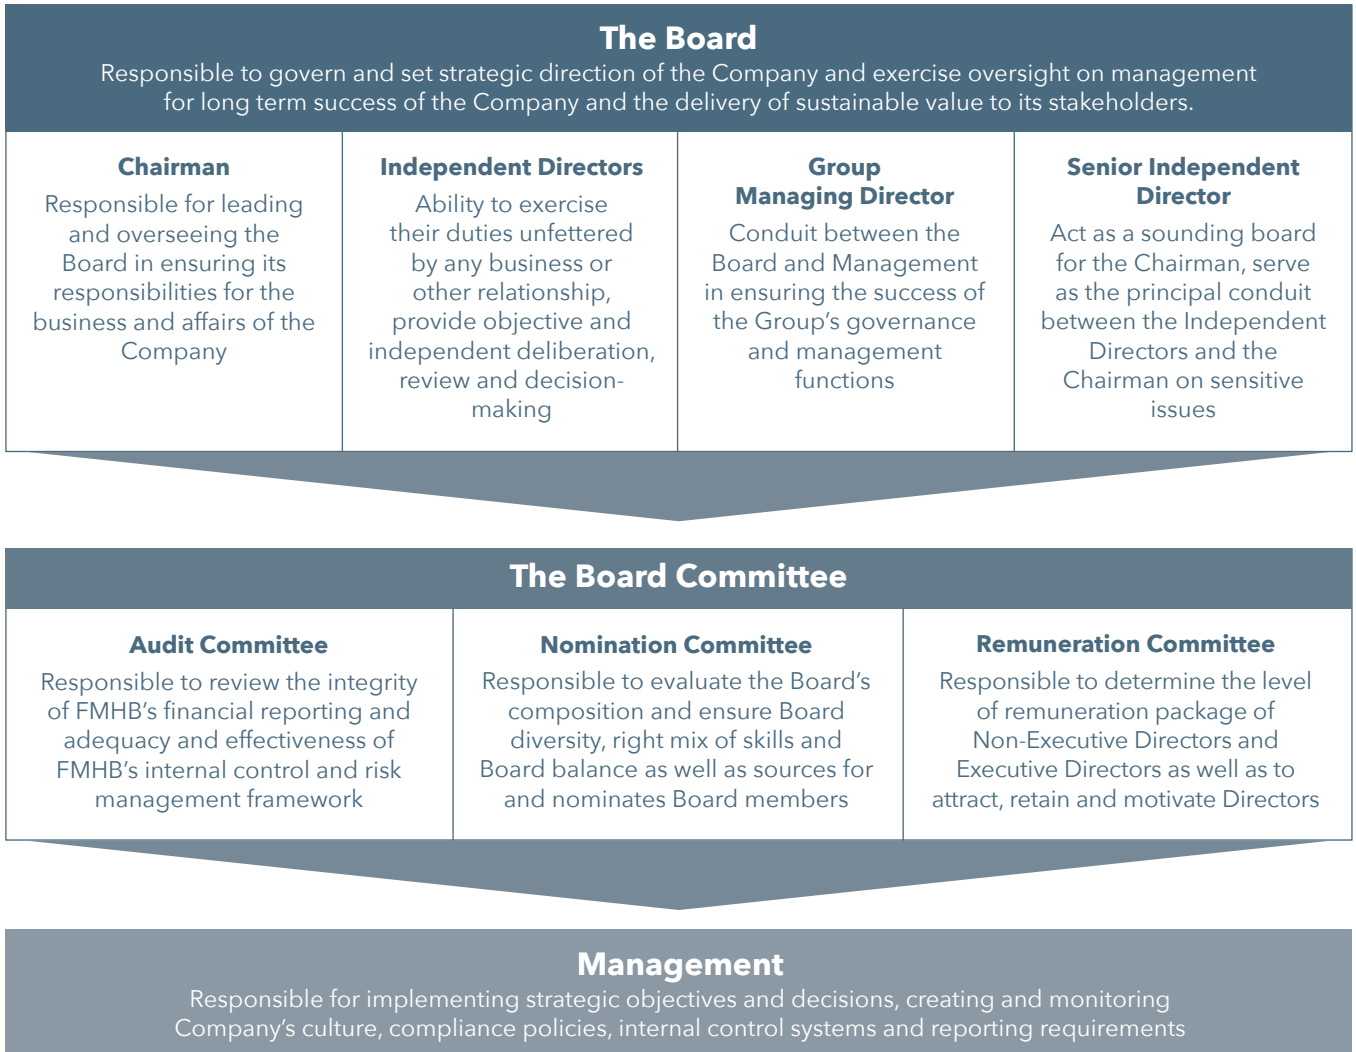 The Board
Responsible to govern and set strategic direction of the Company and exercise oversight on management
for long term success of the Company and the delivery of sustainable value to its stakeholders.
Chairman
Responsible for leading
and overseeing the
Board in ensuring its
responsibilities for the
business and affairs of the
Company
Independent Directors
Ability to exercise
their duties unfettered
by any business or
other relationship,
provide objective and
independent deliberation,
review and decision-
making
Group
Managing Director
Conduit between the
Board and Management
in ensuring the success of
the Group's governance
and management
functions
Senior Independent
Director
Act as a sounding board
for the Chairman, serve
as the principal conduit
between the Independent
Directors and the
Chairman on sensitive
issues
The Board Committee
Audit Committee
Responsible to review the integrity
of FMHB's financial reporting and
adequacy and effectiveness of
FMHB's internal control and risk
management framework
Nomination Committee
Responsible to evaluate the Board's
composition and ensure Board
diversity, right mix of skills and
Board balance as well as sources for
and nominates Board members
Remuneration Committee
Responsible to determine the level
of remuneration package of
Non-Executive Directors and
Executive Directors as well as to
attract, retain and motivate Directors
Management
Responsible for implementing strategic objectives and decisions, creating and monitoring
Company's culture, compliance policies, internal control systems and reporting requirements